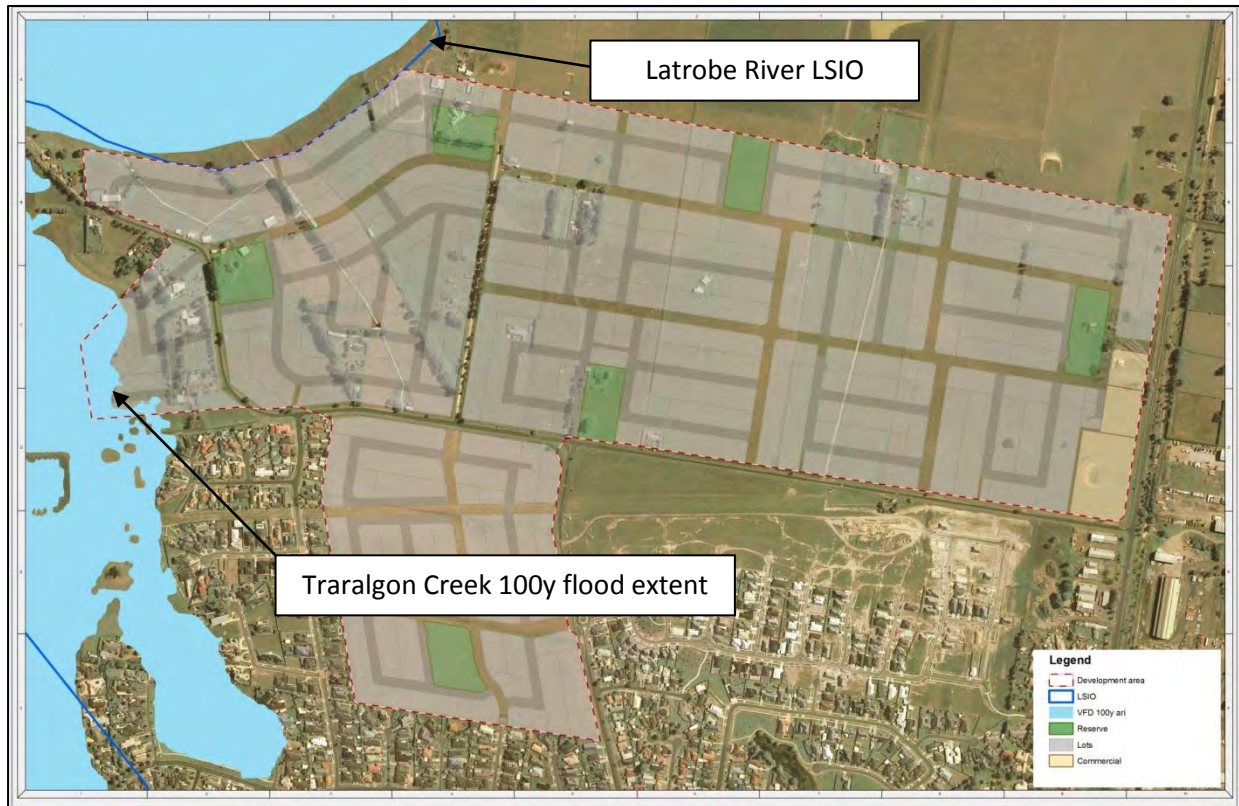 Latrobe River LSIO
Traralgon Creek 100y flood extent
Legend
Development area
LSIO
VFD 100y ari
Reserve
Lots
Commercial